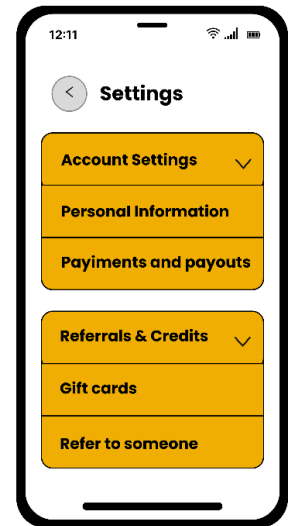 12:11
Settings
Account Settings
Personal Information
Payiments and payouts
Referrals & Credits
Gift cards
Refer to someone